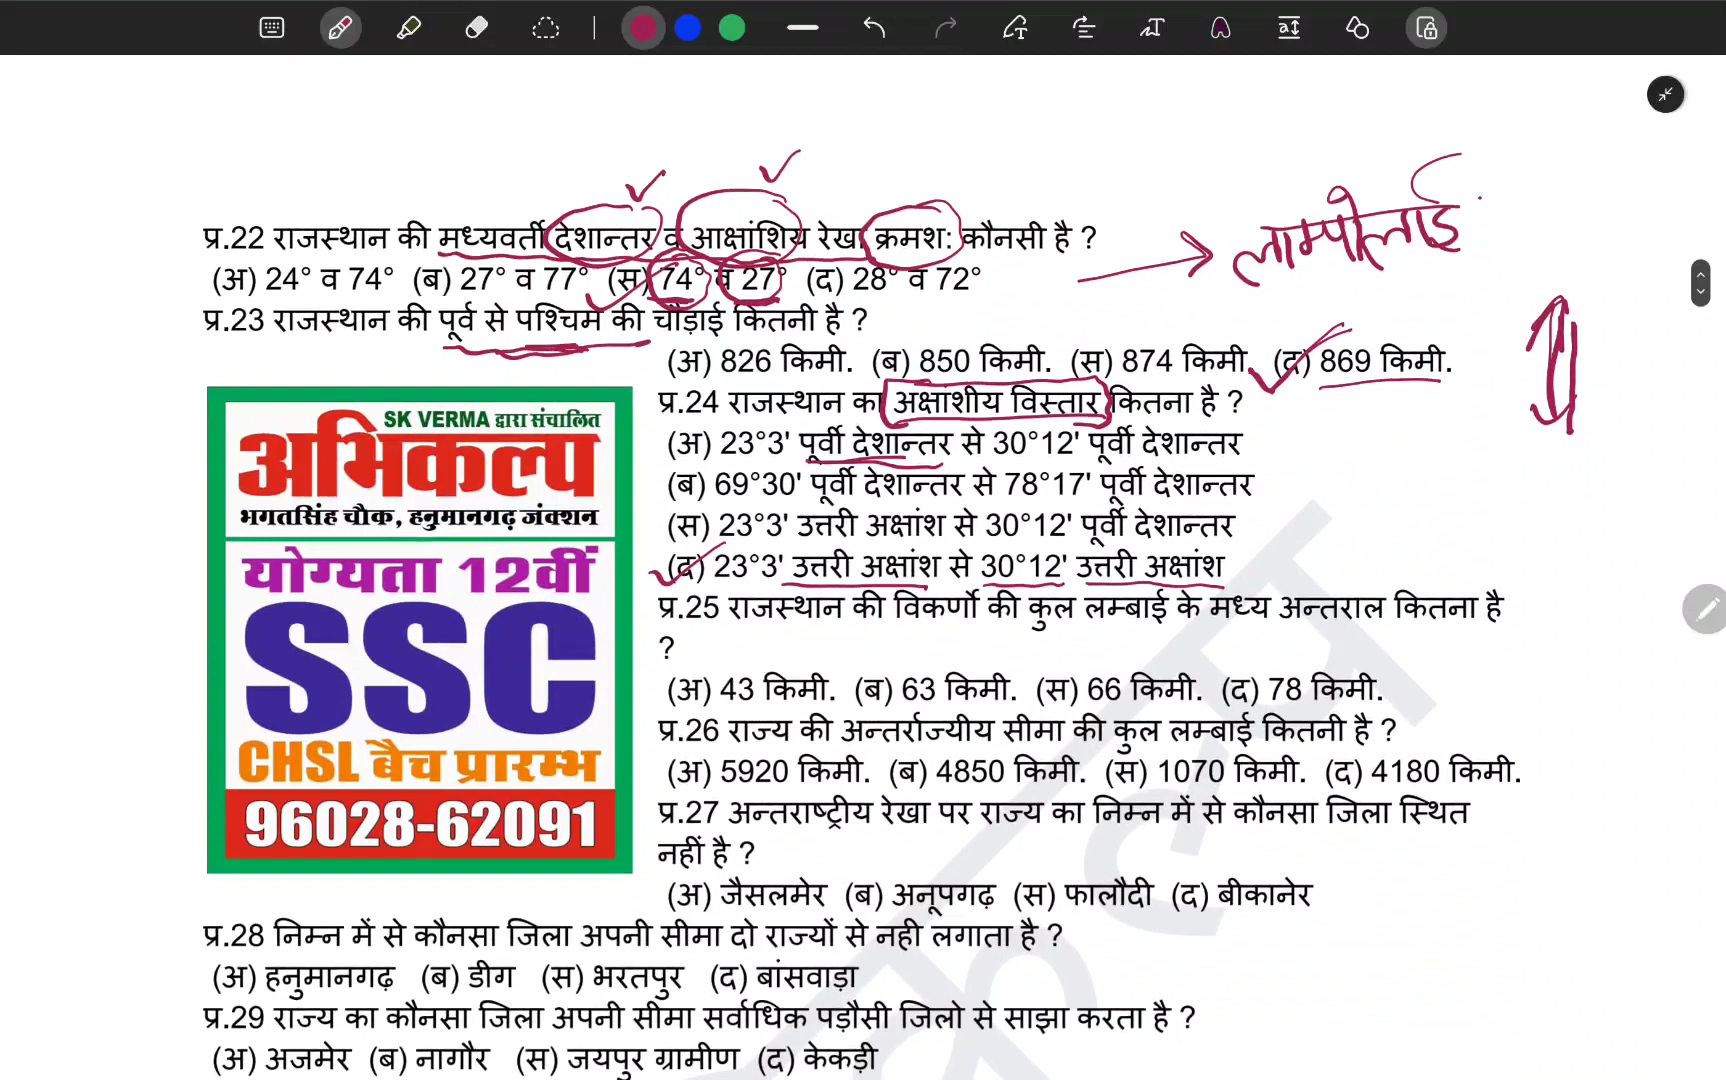 प्र.22 राजस्थान की मध्यवर्ती देशान्तर व आक्षांशिय रेखा क्रमश: कौनसी है ?
(अ) 24° व 74° (ब) 27° व 77° (स) 74° व 27° (द) 28° व 72°
प्र.23 राजस्थान की पूर्व से पश्चिम की चौड़ाई कितनी है ?
(अ) 826 किमी. (ब) 850 किमी. (स) 874 किमी. (द) 869 किमी.
प्र.24 राजस्थान का अक्षाशीय विस्तार कितना है ?
(अ) 23°3' पूर्वी देशान्तर से 30°12' पूर्वी देशान्तर
(ब) 69°30' पूर्वी देशान्तर से 78°17' पूर्वी देशान्तर
(स) 23°3' उत्तरी अक्षांश से 30°12' पूर्वी देशान्तर
(द) 23°3' उत्तरी अक्षांश से 30°12' उत्तरी अक्षांश
प्र.25 राजस्थान की विकर्णो की कुल लम्बाई के मध्य अन्तराल कितना है
?
(अ) 43 किमी. (ब) 63 किमी. (स) 66 किमी. (द) 78 किमी.
प्र.26 राज्य की अन्तर्राज्यीय सीमा की कुल लम्बाई कितनी है ?
(अ) 5920 किमी. (ब) 4850 किमी. (स) 1070 किमी. (द) 4180 किमी.
प्र.27 अन्तराष्ट्रीय रेखा पर राज्य का निम्न में से कौनसा जिला स्थित
नहीं है ?
(अ) जैसलमेर (ब) अनूपगढ़ (स) फालौदी (द) बीकानेर
SK VERMA द्वारा संचालित
अभिकल्प
भगतसिंह चौक, हनुमानगढ़ जंक्शन
योग्यता 12वीं
SSC
CHSL बैच प्रारम्भ
96028-62091
प्र.28 निम्न में से कौनसा जिला अपनी सीमा दो राज्यों से नही लगाता है ?
(अ) हनुमानगढ़ (ब) डीग (स) भरतपुर (द) बांसवाड़ा
प्र.29 राज्य का कौनसा जिला अपनी सीमा सर्वाधिक पड़ौसी जिलो से साझा करता है ?
(अ) अजमेर (ब) नागौर (स) जयपुर ग्रामीण (द) केकड़ी